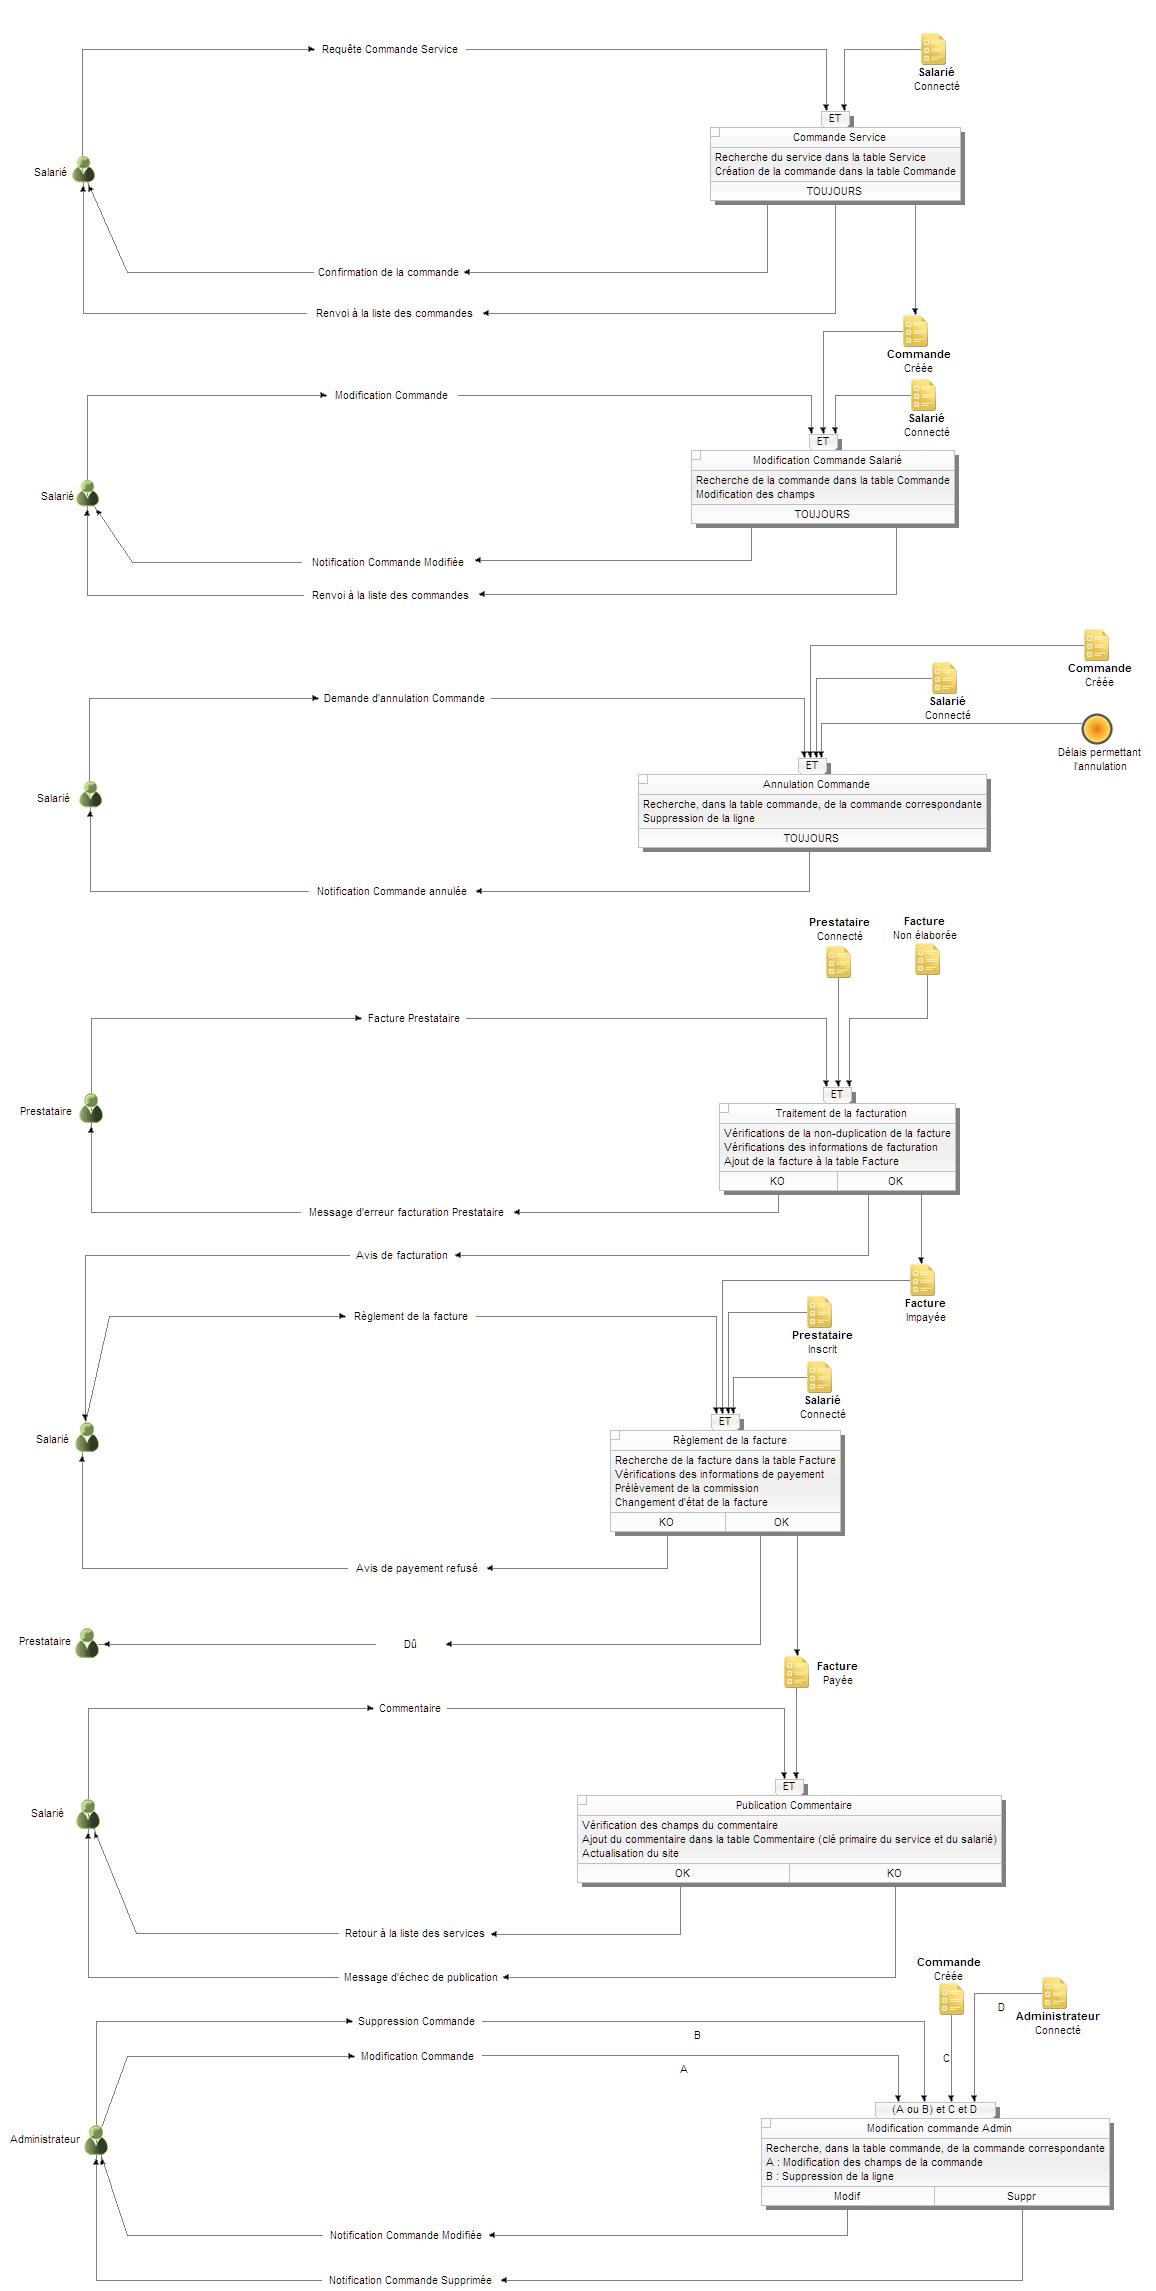 Requête Commande Service
Salarié
Connecté
ET
Commande Service
Recherche du service dans la table Service
Création de la commande dans la table Commande
TOUJOURS
Salarié
Confirmation de la commande
Renvoi à la liste des commandes
Commande
Créée
Modification Commande
Salarié
Connecté
ET
Modification Commande Salarié
Recherche de la commande dans la table Commande
Modification des champs
TOUJOURS
Salarié
Notification Commande Modifiée
Renvoi à la liste des commandes
Commande
Créée
Salarié
Connecté
Demande d'annulation Commande
Délais permettant
l'annulation
ET
Annulation Commande
Recherche, dans la table commande, de la commande correspondante
Suppression de la ligne
TOUJOURS
Salarié
Notification Commande annulée
Prestataire
Connecté
Facture
Non élaborée
Facture Prestataire
ET
Traitement de la facturation
Vérifications de la non-duplication de la facture
Vérifications des informations de facturation
Ajout de la facture à la table Facture
KO
OK
Prestataire
Message d'erreur facturation Prestataire
Avis de facturation
Facture
Impayée
Règlement de la facture
Prestataire
Inscrit
Salarié
Connecté
ET
Règlement de la facture
Recherche de la facture dans la table Facture
Vérifications des informations de payement
Prélèvement de la commission
Changement d'état de la facture
KO
OK
Salarié
Avis de payement refusé
Prestataire
Dû
Facture
Payée
Commentaire
ET
Publication Commentaire
Vérification des champs du commentaire
Ajout du commentaire dans la table Commentaire (clé primaire du service et du salarié)
Actualisation du site
OK
KO
Salarié
Retour à la liste des services
Message d'échec de publication
Commande
Créée
D
Administrateur
Connecté
Suppression Commande
B
Modification Commande
A
C
(A ou B) et C et D
Modification commande Admin
Recherche, dans la table commande, de la commande correspondante
A : Modification des champs de la commande
B : Suppression de la ligne
Modif
Suppr
Administrateur
Notification Commande Modifiée
Notification Commande Supprimée